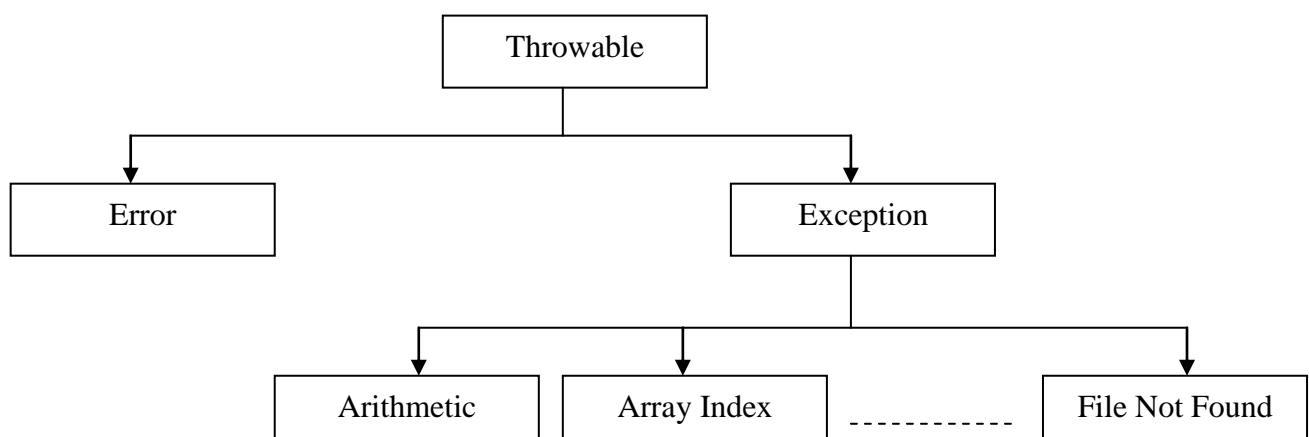 Throwable
Error
Exception
Arithmetic
Array Index
File Not Found